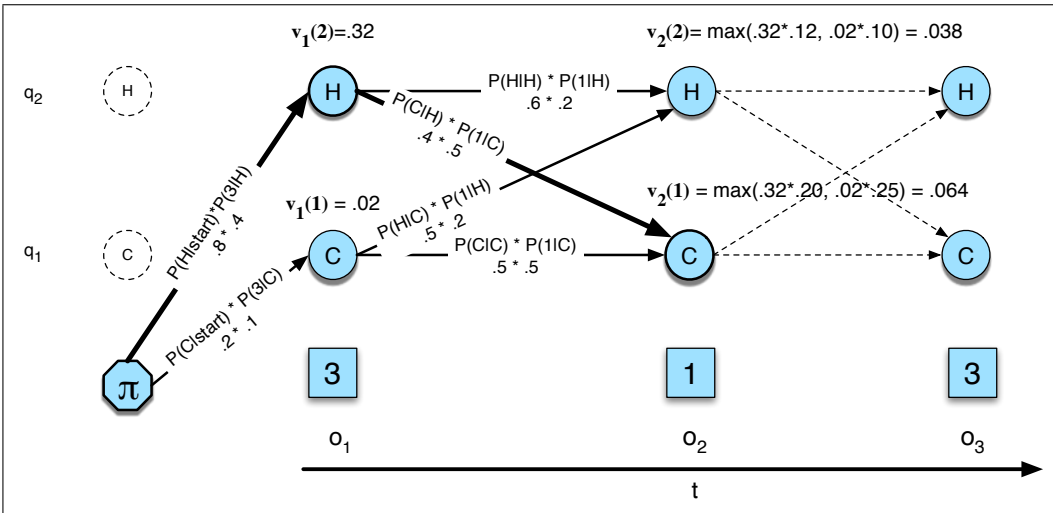 v1(2)=.32
v2(2)= max(.32*.12, .02*.10) = .038
q2
H
H
P(H|H) * P(1|H)
.6 * .2
H
H
P(C|H) * P(1|C)
.4 * .5
P(H|start)*P(3|H)
.8 * .4
v1(1) = .02
P(H|C) * P(1|H)
.5 * .2
v2(1) = max(.32*.20, .02*.25) = .064
q1
C
C
P(C|C) * P(1|C)
.5 * .5
C
C
P(C|start) * P(3|C)
.2 * .1
π
3
1
3
o1
o2
o3
t